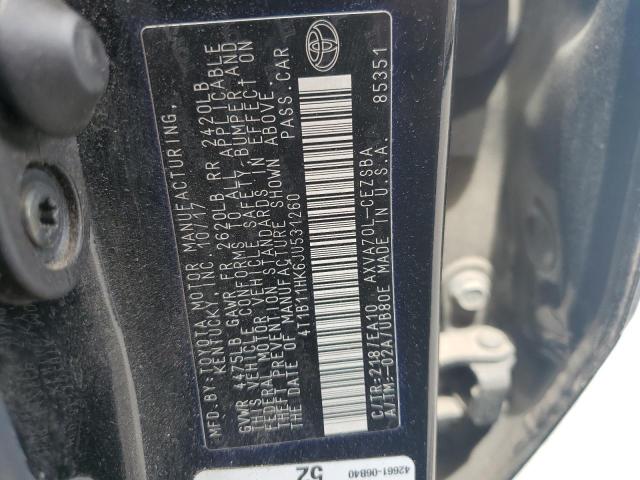 MFD. BY: TOYOTA MOTOR MANUFACTURING,
KENTUCKY, INC. 10/17
GVWR 4475LB GAWR FR 2620LB RR 2420LB
THIS VEHICLE CONFORMS TO ALL APPLICABLE
FEDERAL MOTOR VEHICLE SAFETY, BUMPER AND
THEFT PREVENTION STANDARDS IN EFFECT ON
THE DATE OF MANUFACTURE SHOWN ABOVE.
4T1B11HK6JU531260 PASS. CAR
C/TR:218/EA10 AXVA70L-CEZSBA
A/TM:-02A/UB80E MADE IN U.S.A. 85351
42661-06B40
52